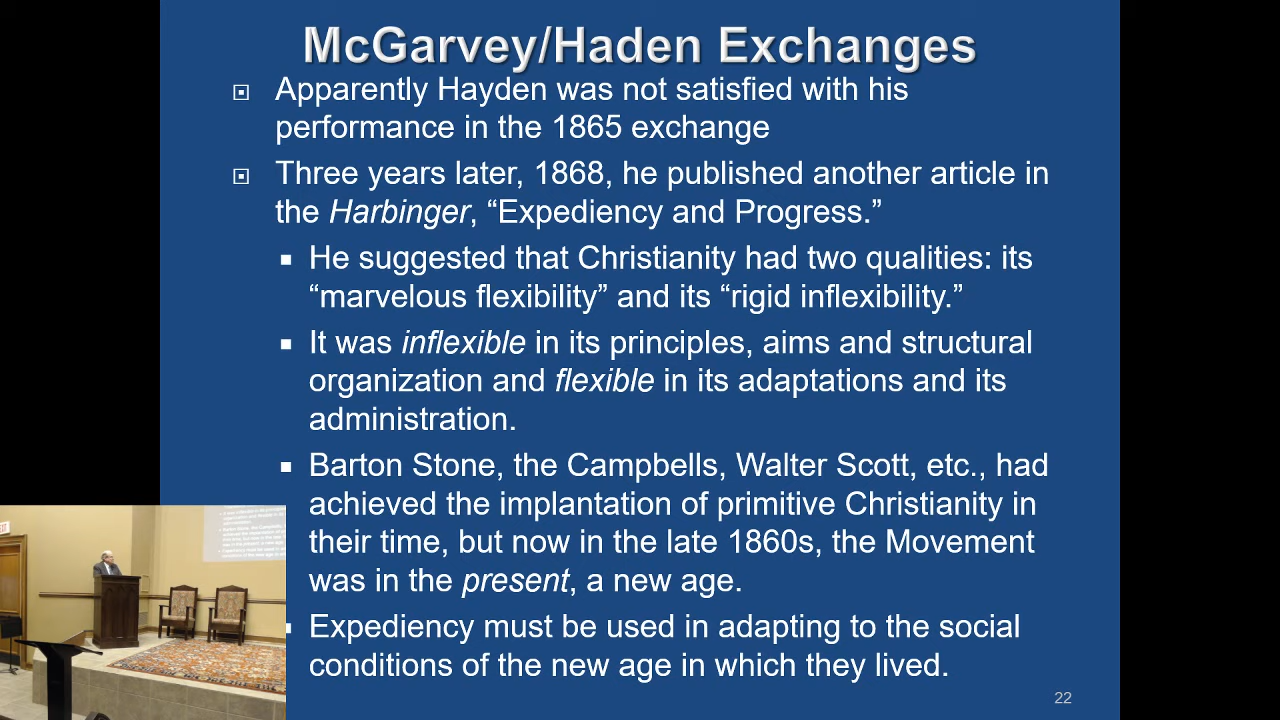 McGarvey/Haden Exchanges
Apparently Hayden was not satisfied with his
performance in the 1865 exchange
Three years later, 1868, he published another article in
the Harbinger, “Expediency and Progress.”
He suggested that Christianity had two qualities: its
“marvelous flexibility” and its “rigid inflexibility.”
It was inflexible in its principles, aims and structural
organization and flexible in its adaptations and its
administration.
Barton Stone, the Campbells, Walter Scott, etc., had
achieved the implantation of primitive Christianity in
their time, but now in the late 1860s, the Movement
was in the present, a new age.
Expediency must be used in adapting to the social
conditions of the new age in which they lived.
22